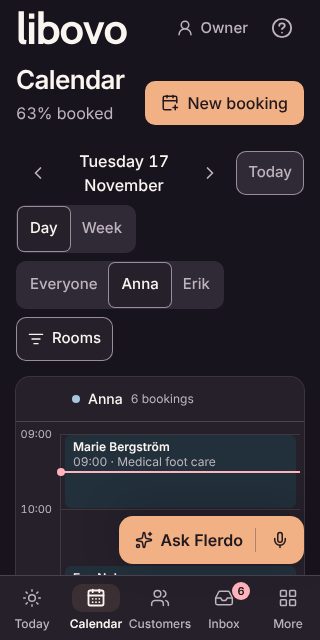 libovo
Owner
Calendar
63% booked
New booking
Tuesday 17
November
Today
Day
Week
Everyone
Anna
Erik
Rooms
Anna 6 bookings
09:00
Marie Bergström
09:00 · Medical foot care
10:00
Ask Flerdo
Today
Calendar
Customers
6
Inbox
More